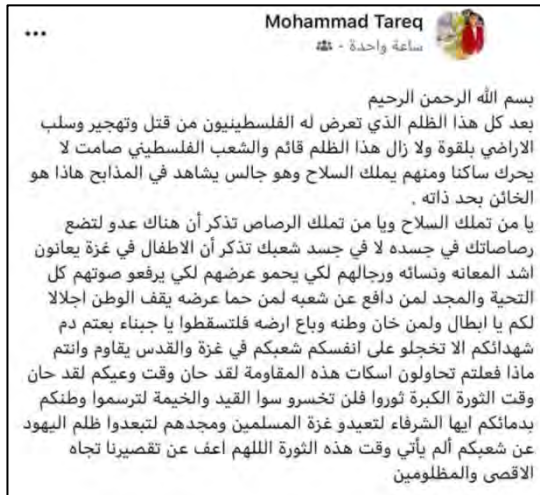 Mohammad Tareq
ساعة واحدة ·
بسم الله الرحمن الرحيم
بعد كل هذا الظلم الذي تعرض له الفلسطينيون من قتل وتهجير وسلب
الاراضي بلقوة ولا زال هذا الظلم قائم والشعب الفلسطيني صامت لا
يحرك ساكنا ومنهم يملك السلاح وهو جالس يشاهد في المذابح هاذا هو
الخائن بحد ذاته .
يا من تملك السلاح ويا من تملك الرصاص تذكر أن هناك عدو لتضع
رصاصاتك في جسده لا في جسد شعبك تذكر أن الاطفال في غزة يعانون
اشد المعانه ونسائه ورجالهم لكي يحمو عرضهم لكي يرفعو صوتهم كل
التحية والمجد لمن دافع عن شعبه لمن حما عرضه يقف الوطن اجلالا
لكم يا ابطال ولمن خان وطنه وباع ارضه فلتسقطوا يا جبناء بعتم دم
شهدائكم الا تخجلو على انفسكم شعبكم في غزة والقدس يقاوم وانتم
ماذا فعلتم تحاولون اسكات هذه المقاومة لقد حان وقت وعيكم لقد حان
وقت الثورة الكبرة ثوروا فلن تخسرو سوا القيد والخيمة لترسموا وطنكم
بدمائكم ايها الشرفاء لتعيدو غزة المسلمين ومجدهم لتبعدوا ظلم اليهود
عن شعبكم ألم يأتي وقت هذه الثورة الللهم اعف عن تقصيرنا تجاه
الاقصى والمظلومين